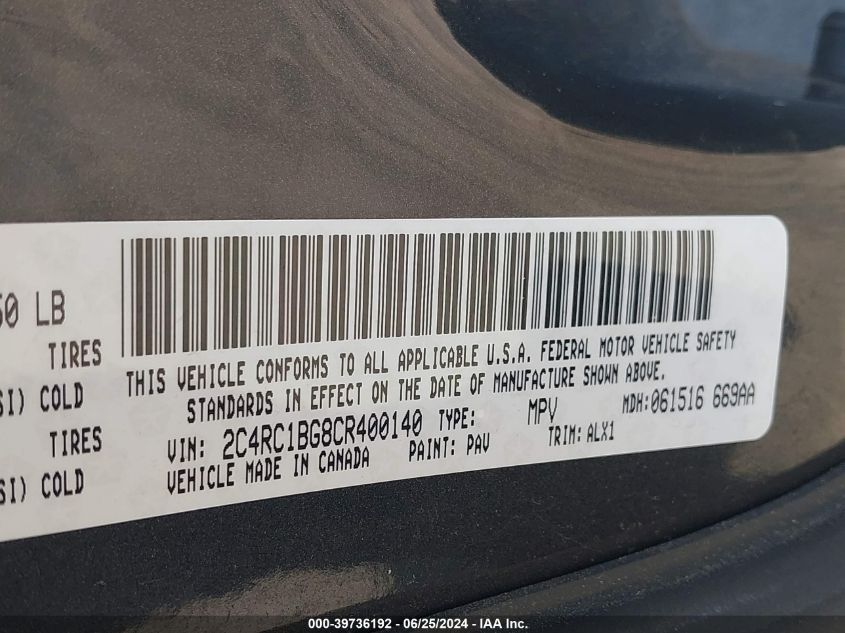 50 LB
TIRES
SI) COLD
TIRES
SI) COLD
THIS VEHICLE CONFORMS TO ALL APPLICABLE U.S.A. FEDERAL MOTOR VEHICLE SAFETY
STANDARDS IN EFFECT ON THE DATE OF MANUFACTURE SHOWN ABOVE.
VIN: 2C4RC1BG8CR400140 TYPE: MPV MDH:061516 669AA
VEHICLE MADE IN CANADA PAINT: PAV TRIM: ALX1
000-39736192 - 06/25/2024 - IAA Inc.